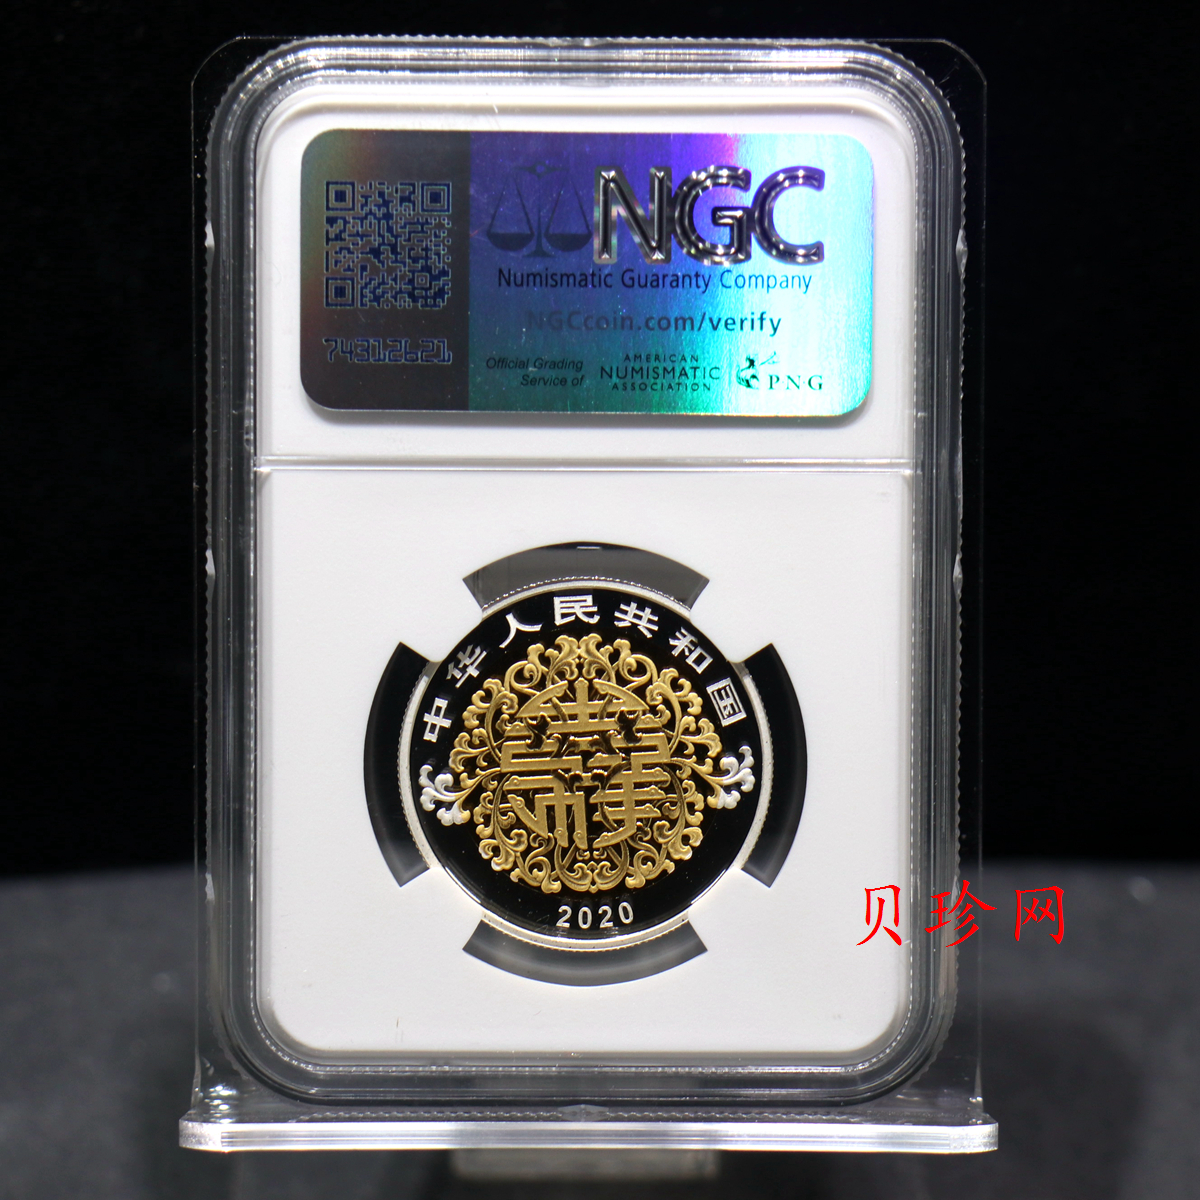 NGC
Numismatic Guaranty Company
NGCcoin.com/verify
74312621
Official Grading
Service of
AMERICAN
NUMISMATIC
ASSOCIATION
PNG
中华人民共和国
2020
贝珍网